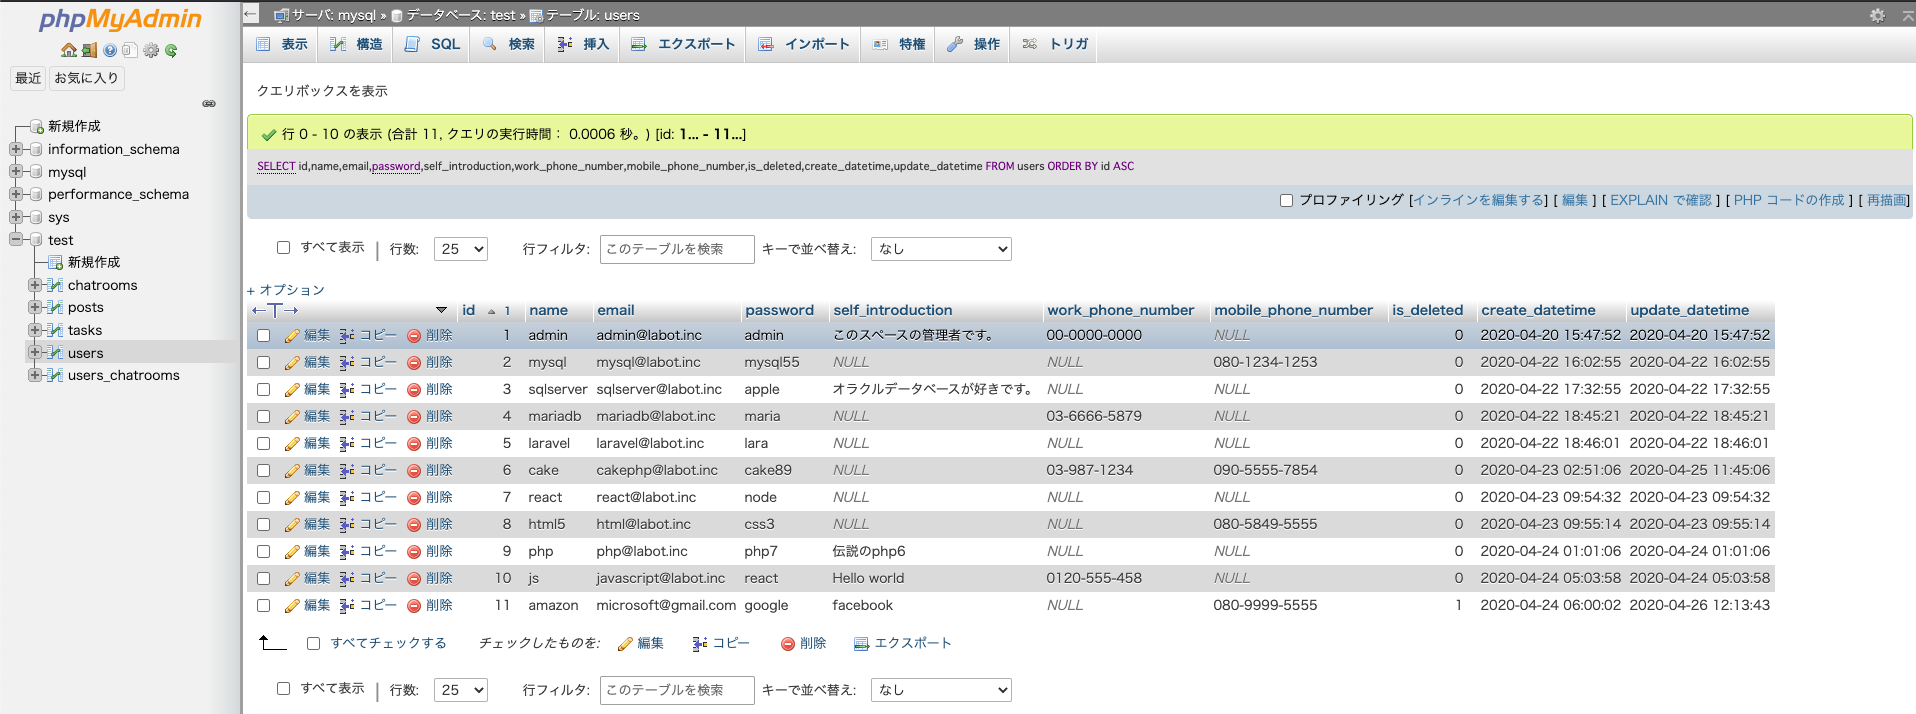 phpMyAdmin
最近 お気に入り
新規作成
information_schema
mysql
performance_schema
sys
test
新規作成
chatrooms
posts
tasks
users
users_chatrooms
サーバ: mysql » データベース: test » テーブル: users
表示 構造 SQL 検索 挿入 エクスポート インポート 特権 操作 トリガ
クエリボックスを表示
行 0 - 10 の表示 (合計 11, クエリの実行時間： 0.0006 秒。) [id: 1... - 11...]
SELECT id,name,email,password,self_introduction,work_phone_number,mobile_phone_number,is_deleted,create_datetime,update_datetime FROM users ORDER BY id ASC
プロファイリング [インラインを編集する] [ 編集 ] [ EXPLAIN で確認 ] [ PHP コードの作成 ] [ 再描画]
すべて表示 | 行数: 25 行フィルタ: このテーブルを検索 キーで並べ替え: なし
+ オプション
←T→ id 1 name email password self_introduction work_phone_number mobile_phone_number is_deleted create_datetime update_datetime
編集 コピー 削除 1 admin admin@labot.inc admin このスペースの管理者です。 00-0000-0000 NULL 0 2020-04-20 15:47:52 2020-04-20 15:47:52
編集 コピー 削除 2 mysql mysql@labot.inc mysql55 NULL NULL 080-1234-1253 0 2020-04-22 16:02:55 2020-04-22 16:02:55
編集 コピー 削除 3 sqlserver sqlserver@labot.inc apple オラクルデータベースが好きです。 NULL NULL 0 2020-04-22 17:32:55 2020-04-22 17:32:55
編集 コピー 削除 4 mariadb mariadb@labot.inc maria NULL 03-6666-5879 NULL 0 2020-04-22 18:45:21 2020-04-22 18:45:21
編集 コピー 削除 5 laravel laravel@labot.inc lara NULL NULL NULL 0 2020-04-22 18:46:01 2020-04-22 18:46:01
編集 コピー 削除 6 cake cakephp@labot.inc cake89 NULL 03-987-1234 090-5555-7854 0 2020-04-23 02:51:06 2020-04-25 11:45:06
編集 コピー 削除 7 react react@labot.inc node NULL NULL NULL 0 2020-04-23 09:54:32 2020-04-23 09:54:32
編集 コピー 削除 8 html5 html@labot.inc css3 NULL NULL 080-5849-5555 0 2020-04-23 09:55:14 2020-04-23 09:55:14
編集 コピー 削除 9 php php@labot.inc php7 伝説のphp6 NULL NULL 0 2020-04-24 01:01:06 2020-04-24 01:01:06
編集 コピー 削除 10 js javascript@labot.inc react Hello world 0120-555-458 NULL 0 2020-04-24 05:03:58 2020-04-24 05:03:58
編集 コピー 削除 11 amazon microsoft@gmail.com google facebook NULL 080-9999-5555 1 2020-04-24 06:00:02 2020-04-26 12:13:43
すべてチェックする チェックしたものを: 編集 コピー 削除 エクスポート
すべて表示 | 行数: 25 行フィルタ: このテーブルを検索 キーで並べ替え: なし